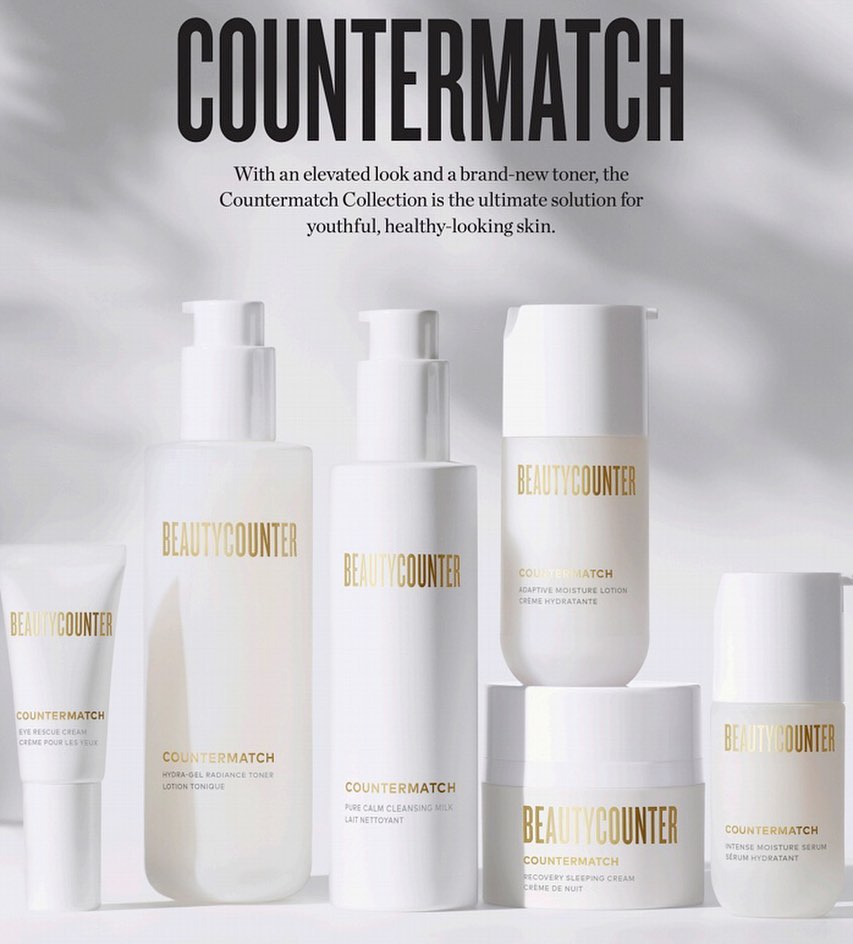 COUNTERMATCH
With an elevated look and a brand-new toner, the
Countermatch Collection is the ultimate solution for
youthful, healthy-looking skin.
BEAUTYCOUNTER
COUNTERMATCH
EYE RESCUE CREAM
CRÈME POUR LES YEUX
BEAUTYCOUNTER
COUNTERMATCH
HYDRA-GEL RADIANCE TONER
LOTION TONIQUE
BEAUTYCOUNTER
COUNTERMATCH
PURE CALM CLEANSING MILK
LAIT NETTOYANT
BEAUTYCOUNTER
COUNTERMATCH
ADAPTIVE MOISTURE LOTION
CRÈME HYDRATANTE
BEAUTYCOUNTER
COUNTERMATCH
RECOVERY SLEEPING CREAM
CRÈME DE NUIT
BEAUTYCOUNTER
COUNTERMATCH
INTENSE MOISTURE SERUM
SÉRUM HYDRATANT